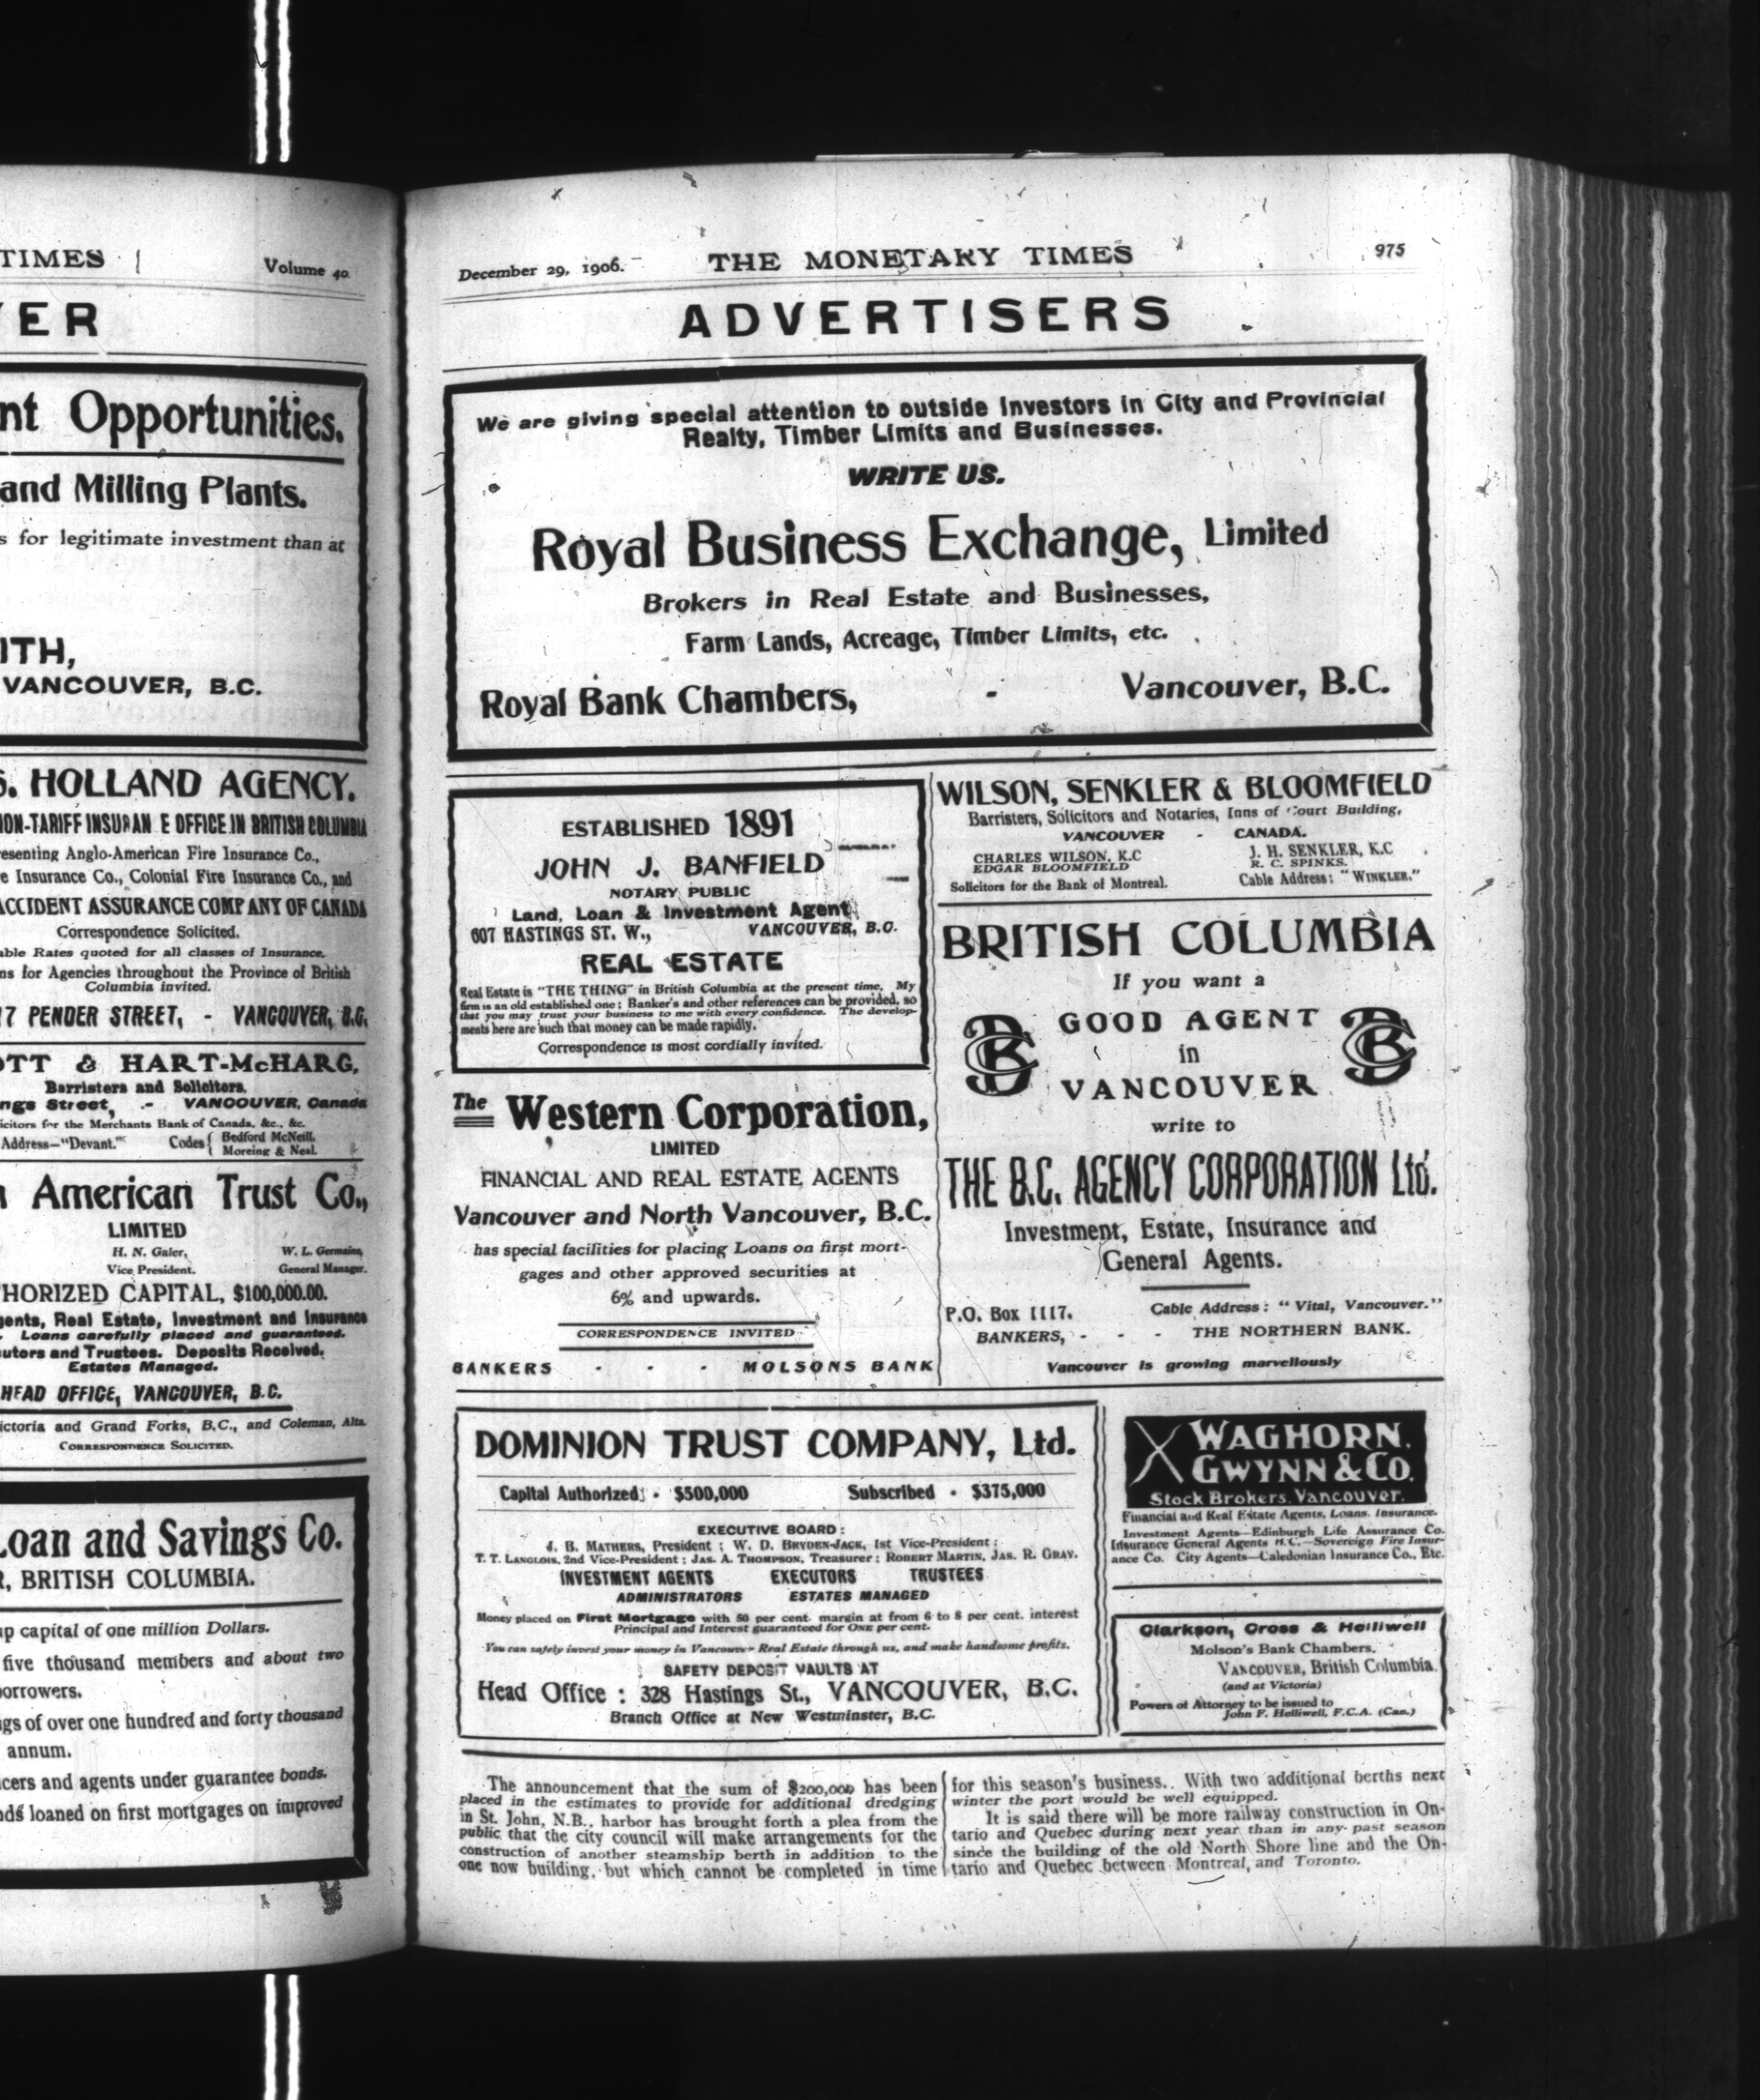 TIMES
Volume 40.
ER
Opportunities.
and Milling Plants.
for legitimate investment than at
ITH,
VANCOUVER, B.C.
S. HOLLAND AGENCY.
ION-TARIFF INSURAN E OFFICE IN BRITISH COLUMBIA
esenting Anglo-American Fire Insurance Co.,
e Insurance Co., Colonial Fire Insurance Co., and
ACCIDENT ASSURANCE COMPANY OF CANADA
Correspondence Solicited.
able Rates quoted for all classes of Insurance.
ns for Agencies throughout the Province of British
Columbia invited.
17 PENDER STREET, - VANCOUVER, B.C.
OTT & HART-McHARG,
Barristers and Solicitors,
ngs Street, .- VANCOUVER, Canada
icitors for the Merchants Bank of Canada, &c., &c.
Address—"Devant." Codes { Bedford McNeill.
Moreing & Neal.
American Trust Co.,
LIMITED
H. N. Galer, W. L. Germaine,
Vice President. General Manager.
HORIZED CAPITAL, $100,000.00.
gents, Real Estate, Investment and Insurance
Loans carefully placed and guaranteed.
utors and Trustees. Deposits Received.
Estates Managed.
HEAD OFFICE, VANCOUVER, B.C.
ictoria and Grand Forks, B.C., and Coleman, Alta.
CORRESPONDENCE SOLICITED.
Loan and Savings Co.
R, BRITISH COLUMBIA.
up capital of one million Dollars.
five thousand members and about two
orrowers.
gs of over one hundred and forty thousand
annum.
cers and agents under guarantee bonds.
nds loaned on first mortgages on improved
December 29, 1906. THE MONETARY TIMES 975
ADVERTISERS
We are giving special attention to outside Investors in City and Provincial
Realty, Timber Limits and Businesses.
WRITE US.
Royal Business Exchange, Limited
Brokers in Real Estate and Businesses,
Farm Lands, Acreage, Timber Limits, etc.
Royal Bank Chambers, - Vancouver, B.C.
ESTABLISHED 1891
JOHN J. BANFIELD
NOTARY PUBLIC
Land, Loan & Investment Agent
607 HASTINGS ST. W., VANCOUVER, B.C.
REAL ESTATE
Real Estate is "THE THING" in British Columbia at the present time. My
firm is an old established one; Banker's and other references can be provided, so
that you may trust your business to me with every confidence. The develop-
ments here are such that money can be made rapidly.
Correspondence is most cordially invited.
The Western Corporation,
LIMITED
FINANCIAL AND REAL ESTATE AGENTS
Vancouver and North Vancouver, B.C.
has special facilities for placing Loans on first mort-
gages and other approved securities at
6% and upwards.
CORRESPONDENCE INVITED
BANKERS - - - MOLSONS BANK
WILSON, SENKLER & BLOOMFIELD
Barristers, Solicitors and Notaries, Inns of Court Building,
VANCOUVER - CANADA.
CHARLES WILSON, K.C J. H. SENKLER, K.C
EDGAR BLOOMFIELD R. C. SPINKS.
Solicitors for the Bank of Montreal. Cable Address: "WINKLER."
BRITISH COLUMBIA
If you want a
GOOD AGENT
in
VANCOUVER
write to
THE B.C. AGENCY CORPORATION Ltd.
Investment, Estate, Insurance and
General Agents.
P.O. Box 1117. Cable Address: "Vital, Vancouver."
BANKERS, - - - THE NORTHERN BANK.
Vancouver is growing marvellously
DOMINION TRUST COMPANY, Ltd.
Capital Authorized - $500,000 Subscribed - $375,000
EXECUTIVE BOARD:
J. B. MATHERS, President; W. D. BRYDEN-JACK, 1st Vice-President;
T. T. LANGLOIS, 2nd Vice-President; JAS. A. THOMPSON, Treasurer; ROBERT MARTIN, JAS. R. GRAY.
INVESTMENT AGENTS EXECUTORS TRUSTEES
ADMINISTRATORS ESTATES MANAGED
Money placed on First Mortgage with 50 per cent. margin at from 6 to 8 per cent. interest
Principal and Interest guaranteed for ONE per cent.
You can safely invest your money in Vancouver Real Estate through us, and make handsome profits.
SAFETY DEPOSIT VAULTS AT
Head Office: 328 Hastings St., VANCOUVER, B.C.
Branch Office at New Westminster, B.C.
WAGHORN,
GWYNN & CO.
Stock Brokers, Vancouver.
Financial and Real Estate Agents, Loans, Insurance.
Investment Agents—Edinburgh Life Assurance Co.
Insurance General Agents B.C.—Sovereign Fire Insur-
ance Co. City Agents—Caledonian Insurance Co., Etc.
Clarkson, Cross & Helliwell
Molson's Bank Chambers,
VANCOUVER, British Columbia.
(and at Victoria)
Powers of Attorney to be issued to
John F. Helliwell, F.C.A. (Can.)
The announcement that the sum of $200,000 has been
placed in the estimates to provide for additional dredging
in St. John, N.B., harbor has brought forth a plea from the
public that the city council will make arrangements for the
construction of another steamship berth in addition to the
one now building, but which cannot be completed in time
for this season's business. With two additional berths next
winter the port would be well equipped.
It is said there will be more railway construction in On-
tario and Quebec during next year than in any past season
since the building of the old North Shore line and the On-
tario and Quebec between Montreal and Toronto.